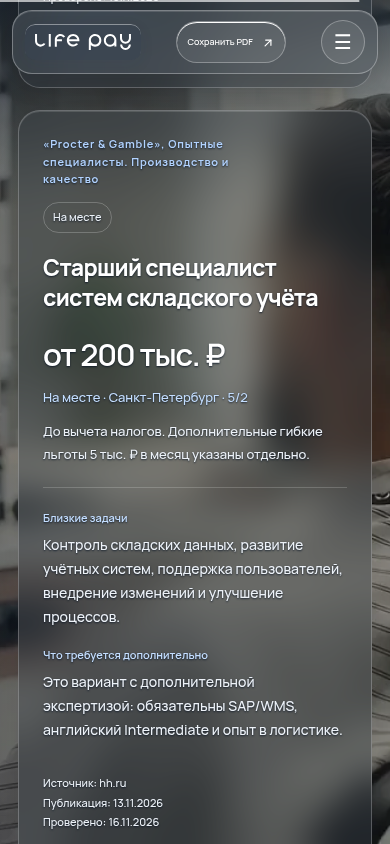 LIFE PAY
Сохранить PDF
«Procter & Gamble», Опытные
специалисты. Производство и
качество
На месте
Старший специалист
систем складского учёта
от 200 тыс. ₽
На месте · Санкт-Петербург · 5/2
До вычета налогов. Дополнительные гибкие
льготы 5 тыс. ₽ в месяц указаны отдельно.
Близкие задачи
Контроль складских данных, развитие
учётных систем, поддержка пользователей,
внедрение изменений и улучшение
процессов.
Что требуется дополнительно
Это вариант с дополнительной
экспертизой: обязательны SAP/WMS,
английский Intermediate и опыт в логистике.
Источник: hh.ru
Публикация: 13.11.2026
Проверено: 16.11.2026